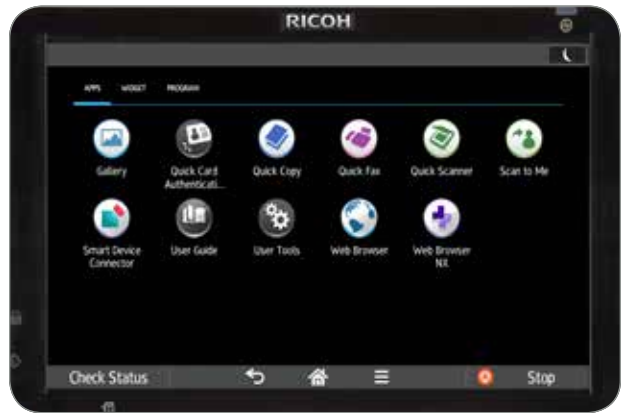 RICOH
APPS WIDGET PROGRAM
Gallery Quick Card Quick Copy Quick Fax Quick Scanner Scan to Me
Authenticati...
Smart Device User Guide User Tools Web Browser Web Browser
Connector NX
Check Status Stop